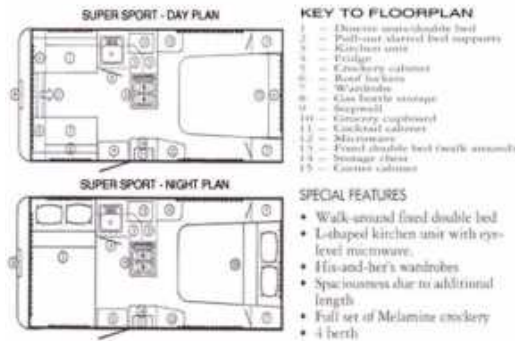 SUPER SPORT - DAY PLAN
SUPER SPORT - NIGHT PLAN
KEY TO FLOORPLAN
1 - Dinette seats/double bed
2 - Pull-out slatted bed supports
3 - Kitchen unit
4 - Fridge
5 - Crockery cabinet
6 - Roof lockers
7 - Wardrobe
8 - Gas bottle storage
9 - Stepwell
10 - Grocery cupboard
11 - Cocktail cabinet
12 - Microwave
13 - Fixed double bed (walk around)
14 - Storage chest
15 - Corner cabinet
SPECIAL FEATURES
• Walk-around fixed double bed
• L-shaped kitchen unit with eye-
level microwave.
• His-and-her's wardrobes
• Spaciousness due to additional
length
• Full set of Melamine crockery
• 4 berth